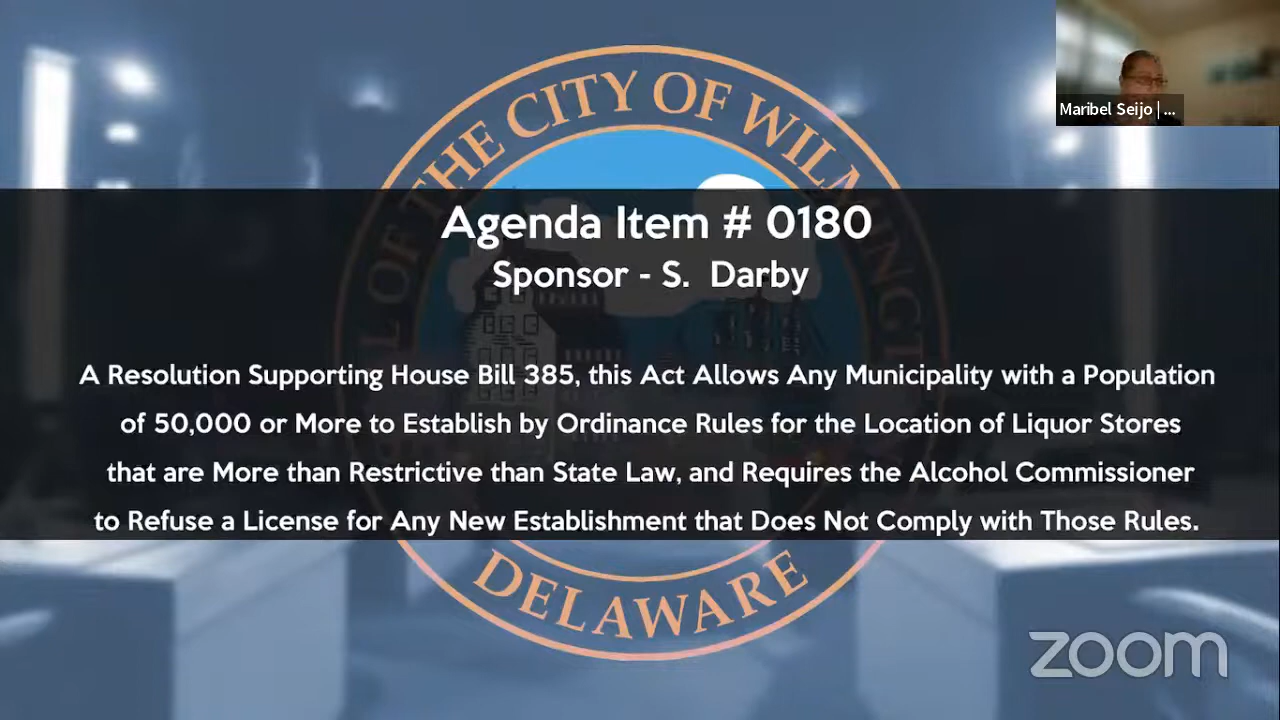 Maribel Seijo | ...
OF THE CITY OF WILMINGT
Agenda Item # 0180
Sponsor - S. Darby
A Resolution Supporting House Bill 385, this Act Allows Any Municipality with a Population
of 50,000 or More to Establish by Ordinance Rules for the Location of Liquor Stores
that are More than Restrictive than State Law, and Requires the Alcohol Commissioner
to Refuse a License for Any New Establishment that Does Not Comply with Those Rules.
DELAWARE
zoom